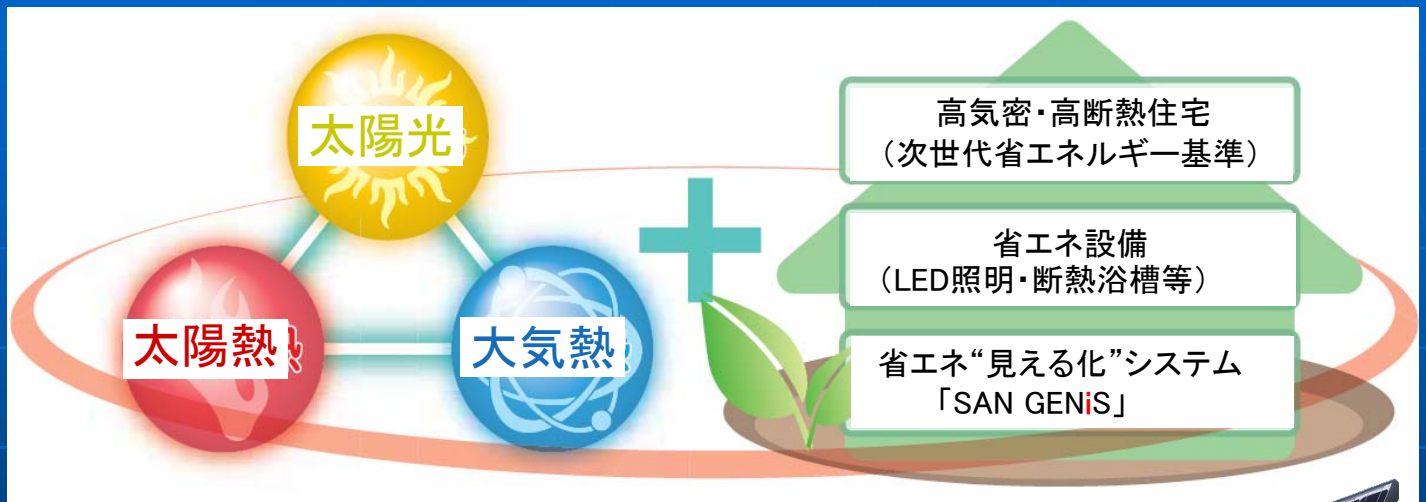 太陽光
太陽熱
大気熱
高気密・高断熱住宅
（次世代省エネルギー基準）
省エネ設備
（LED照明・断熱浴槽等）
省エネ“見える化”システム
「SAN GENiS」